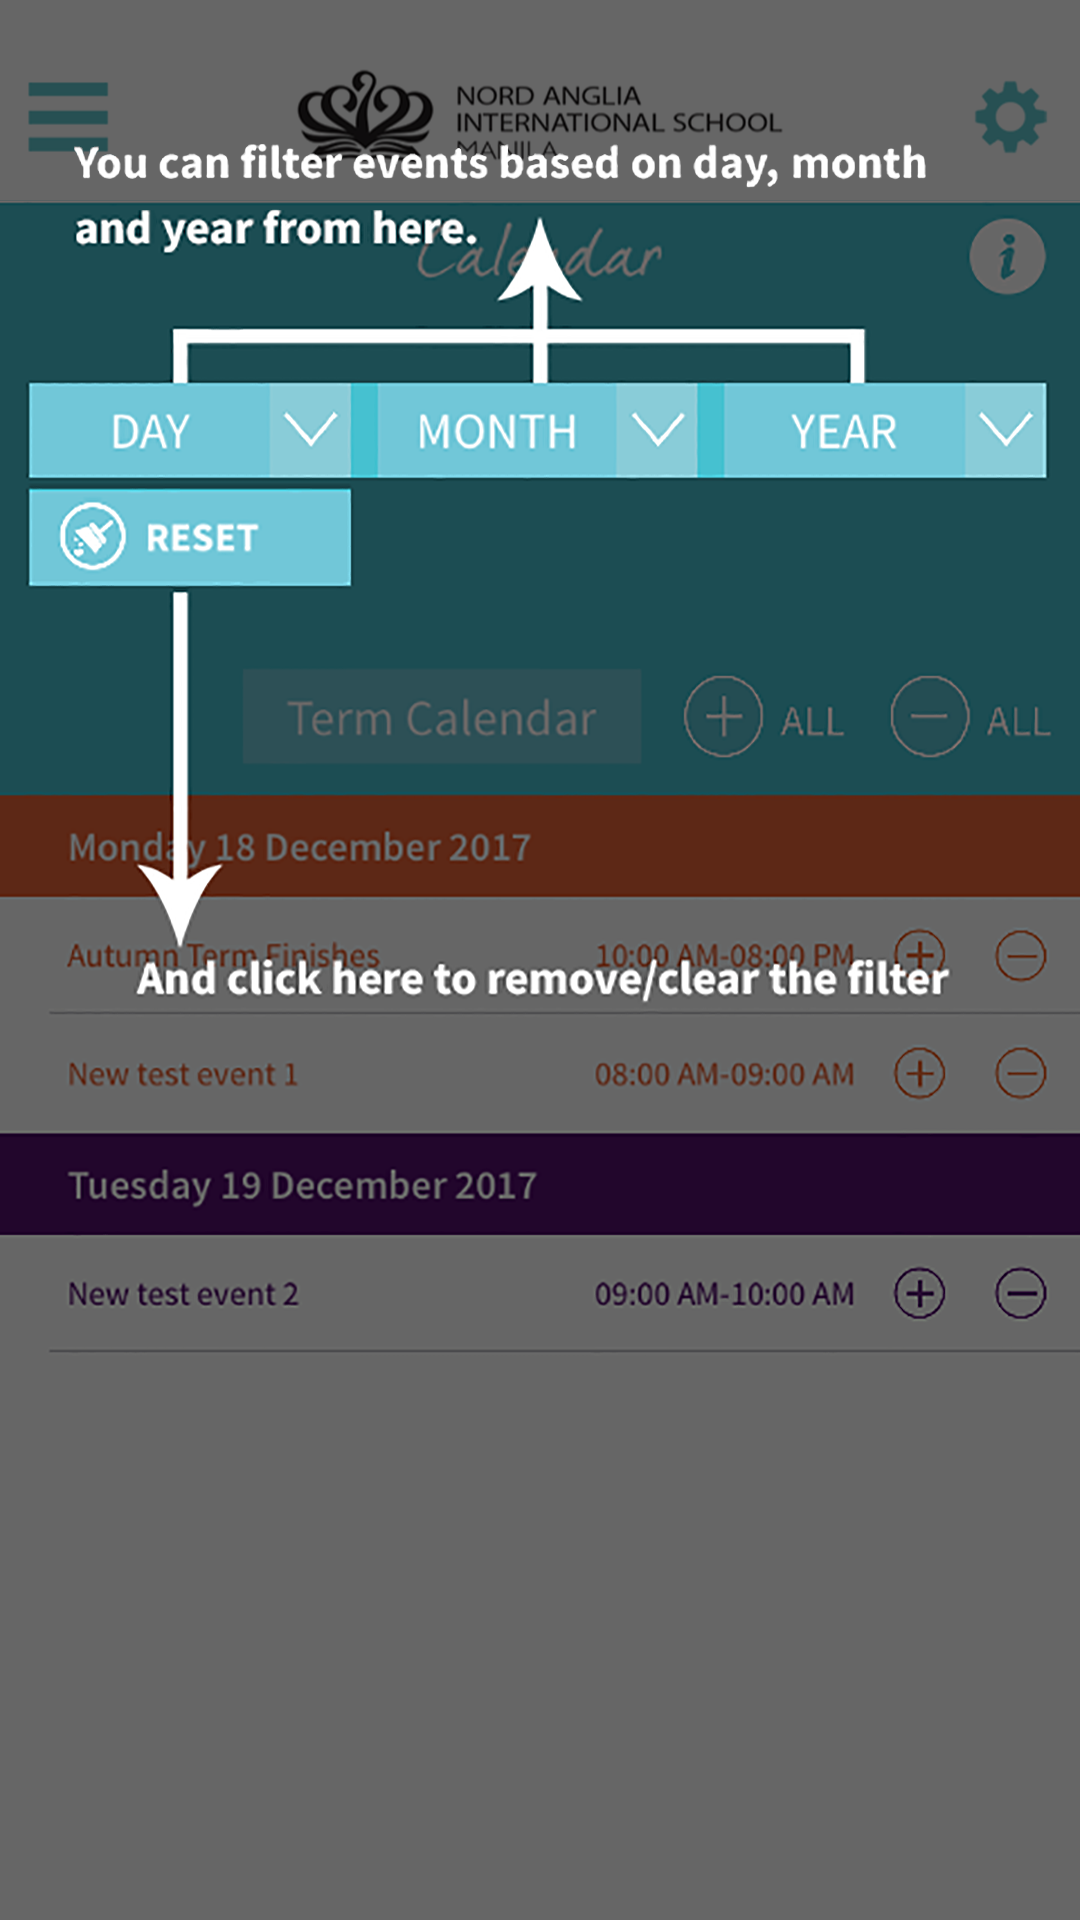 NORD ANGLIA
INTERNATIONAL SCHOOL
MANILA
You can filter events based on day, month
and year from here.
Calendar
i
DAY
MONTH
YEAR
RESET
Term Calendar
ALL
ALL
Monday 18 December 2017
Autumn Term Finishes 10:00 AM-08:00 PM
And click here to remove/clear the filter
New test event 1 08:00 AM-09:00 AM
Tuesday 19 December 2017
New test event 2 09:00 AM-10:00 AM